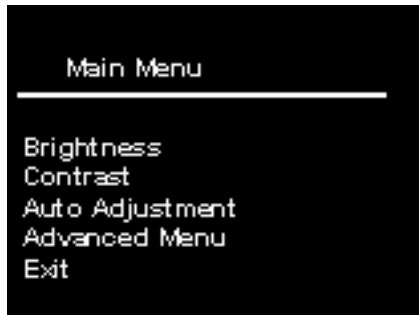 Main Menu
Brightness
Contrast
Auto Adjustment
Advanced Menu
Exit